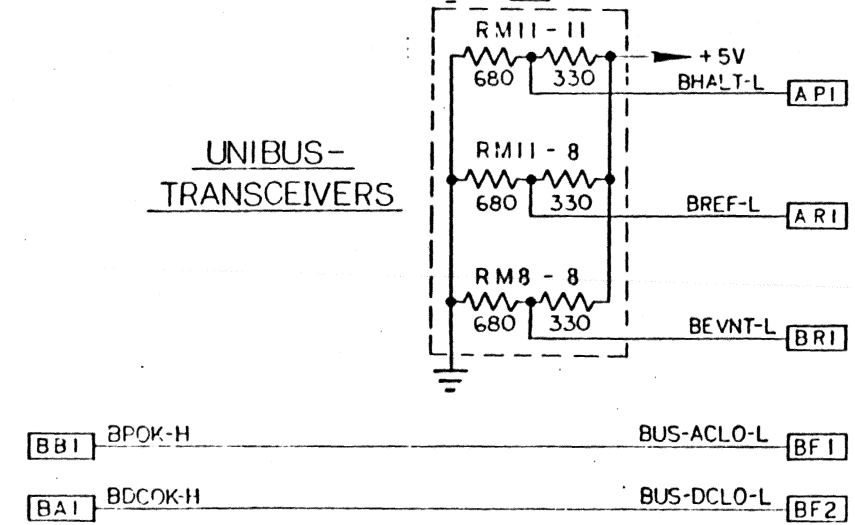 RM11-11
680 330
+5V
BHALT-L
AP1
UNIBUS-
TRANSCEIVERS
RM11-8
680 330
BREF-L
AR1
RM8-8
680 330
BEVNT-L
BR1
BB1 BPOK-H BUS-ACLO-L BF1
BA1 BDCOK-H BUS-DCLO-L BF2